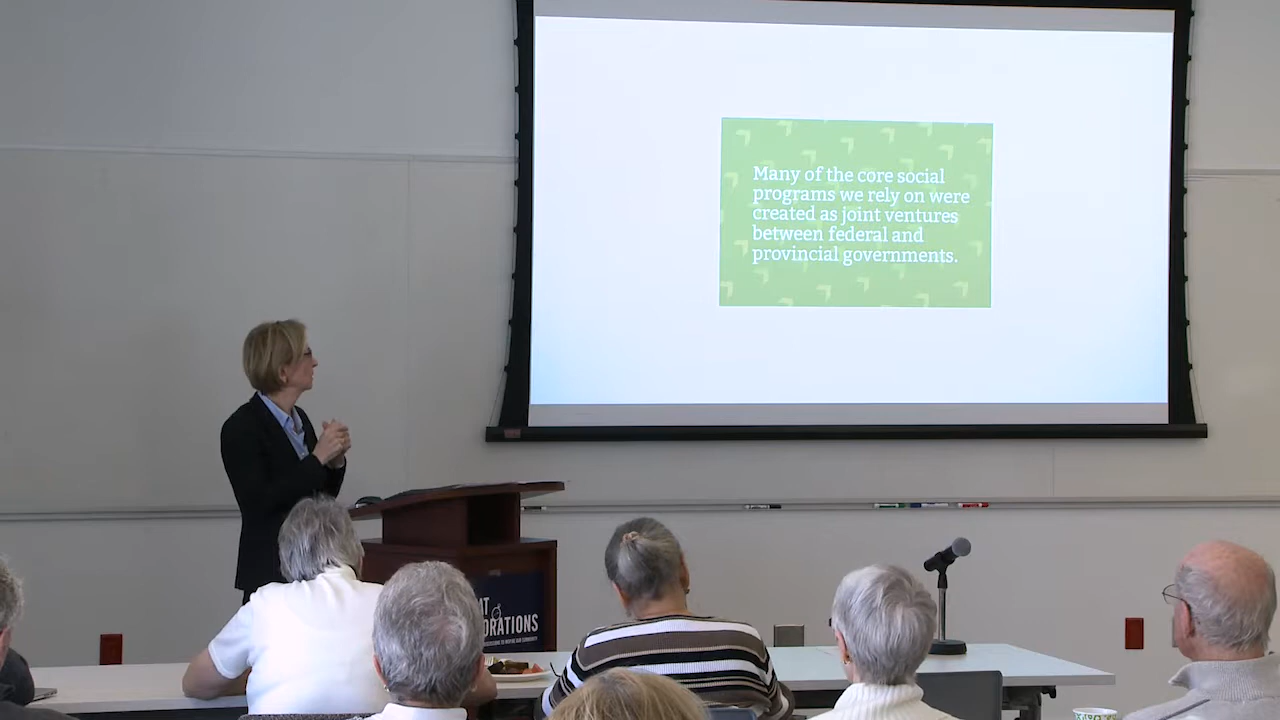 Many of the core social
programs we rely on were
created as joint ventures
between federal and
provincial governments.